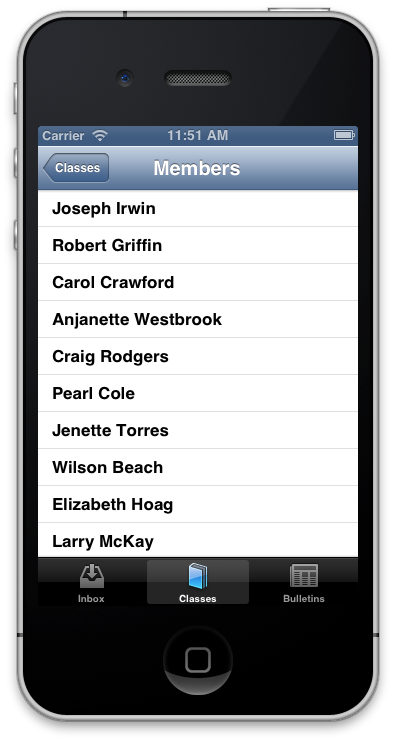 Carrier 11:51 AM
Classes Members
Joseph Irwin
Robert Griffin
Carol Crawford
Anjanette Westbrook
Craig Rodgers
Pearl Cole
Jenette Torres
Wilson Beach
Elizabeth Hoag
Larry McKay
Inbox Classes Bulletins